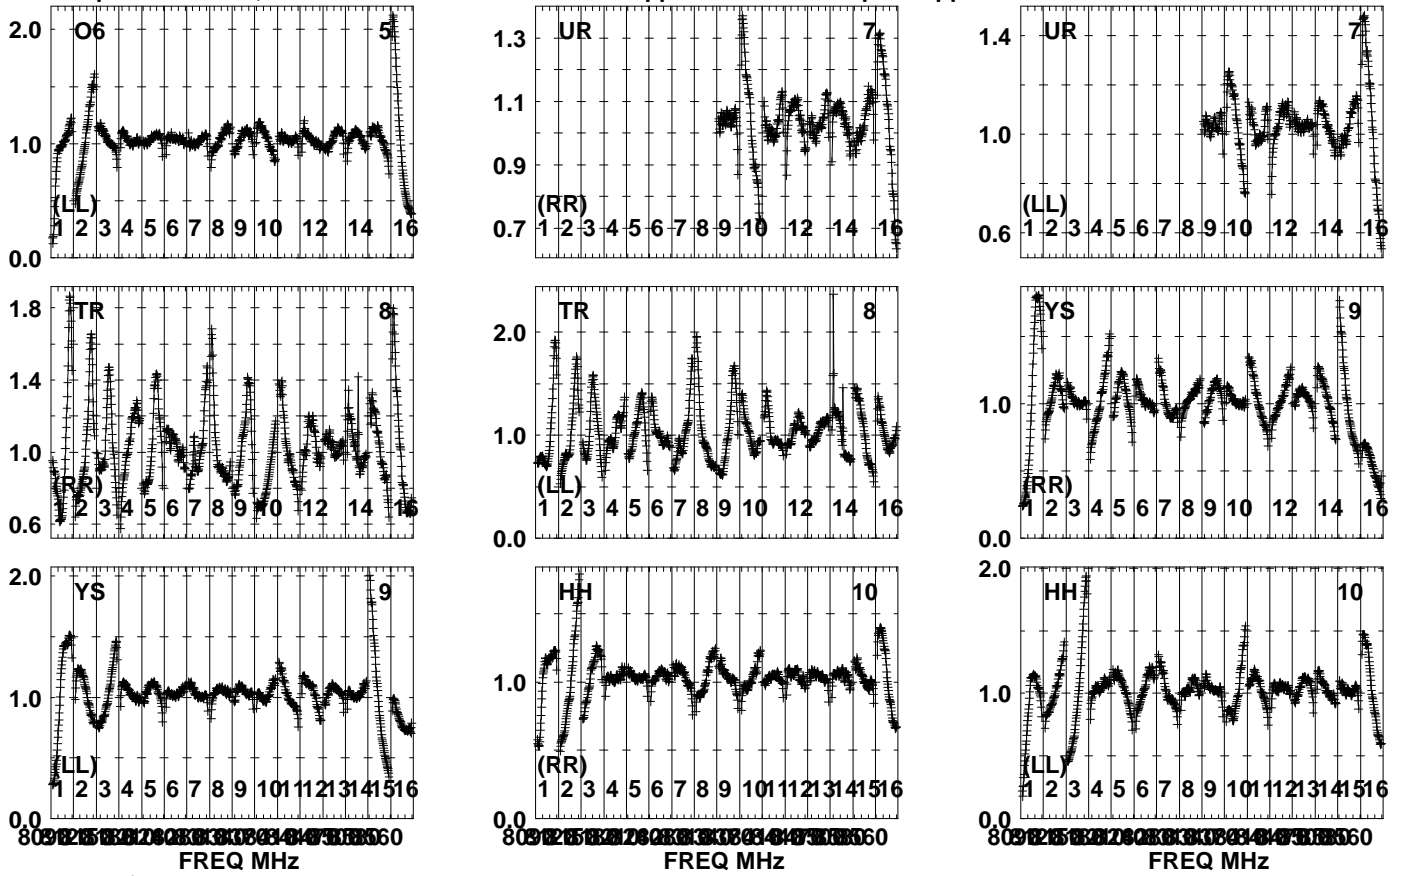 2.0 O6 5
1.0
(LL)
1 2 3 4 5 6 7 8 9 10 12 14 16
0.0
1.3 UR 7
1.1
0.9
(RR)
0.7 1 2 3 4 5 6 7 8 9 10 12 14 16
1.4 UR 7
1.0
(LL)
0.6 1 2 3 4 5 6 7 8 9 10 12 14 16
1.8 TR 8
1.4
1.0
(RR)
0.6 2 3 4 5 6 7 8 9 10 12 14 16
2.0 TR 8
1.0
(LL)
1 2 3 4 5 6 7 8 9 10 12 14 16
0.0
YS 9
1.0
(RR)
1 2 3 4 5 6 7 8 9 10 12 14 16
0.0
2.0 YS 9
1.0
(LL)
1 2 3 4 5 6 7 8 9 10 11 12 13 14 15 16
0.0
FREQ MHz
HH 10
1.0
(RR)
1 2 3 4 5 6 7 8 9 10 11 12 13 14 15 16
0.0
FREQ MHz
2.0 HH 10
1.0
(LL)
1 2 3 4 5 6 7 8 9 10 11 12 13 14 15 16
0.0
FREQ MHz